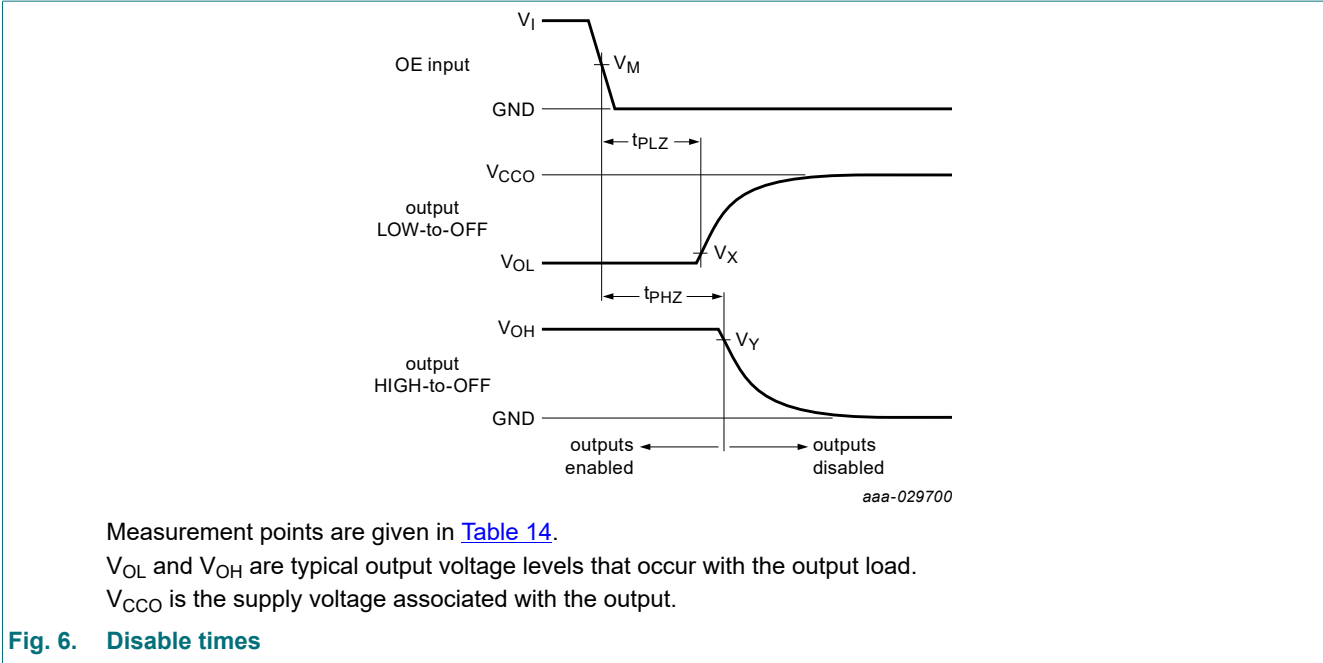 V_I
OE input
V_M
GND
t_PLZ
V_CCO
output
LOW-to-OFF
V_X
V_OL
t_PHZ
V_OH
V_Y
output
HIGH-to-OFF
GND
outputs
enabled
outputs
disabled
aaa-029700
Measurement points are given in Table 14.
V_OL and V_OH are typical output voltage levels that occur with the output load.
V_CCO is the supply voltage associated with the output.
Fig. 6. Disable times